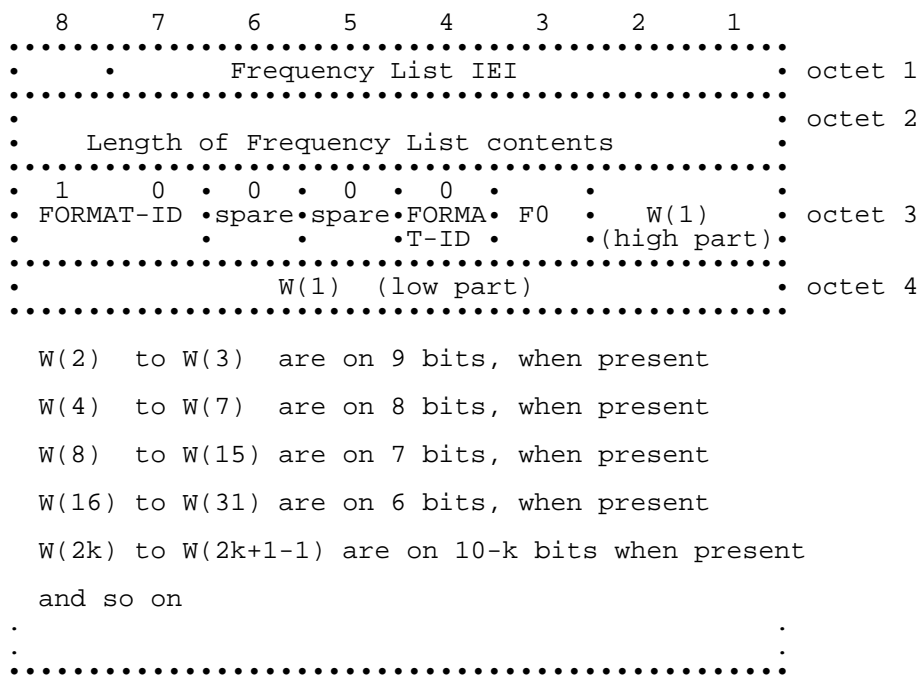 8 7 6 5 4 3 2 1
Frequency List IEI octet 1
octet 2
Length of Frequency List contents
1 0 0 0 0
FORMAT-ID spare spare FORMA F0 W(1) octet 3
T-ID (high part)
W(1) (low part) octet 4
W(2) to W(3) are on 9 bits, when present
W(4) to W(7) are on 8 bits, when present
W(8) to W(15) are on 7 bits, when present
W(16) to W(31) are on 6 bits, when present
W(2k) to W(2k+1-1) are on 10-k bits when present
and so on